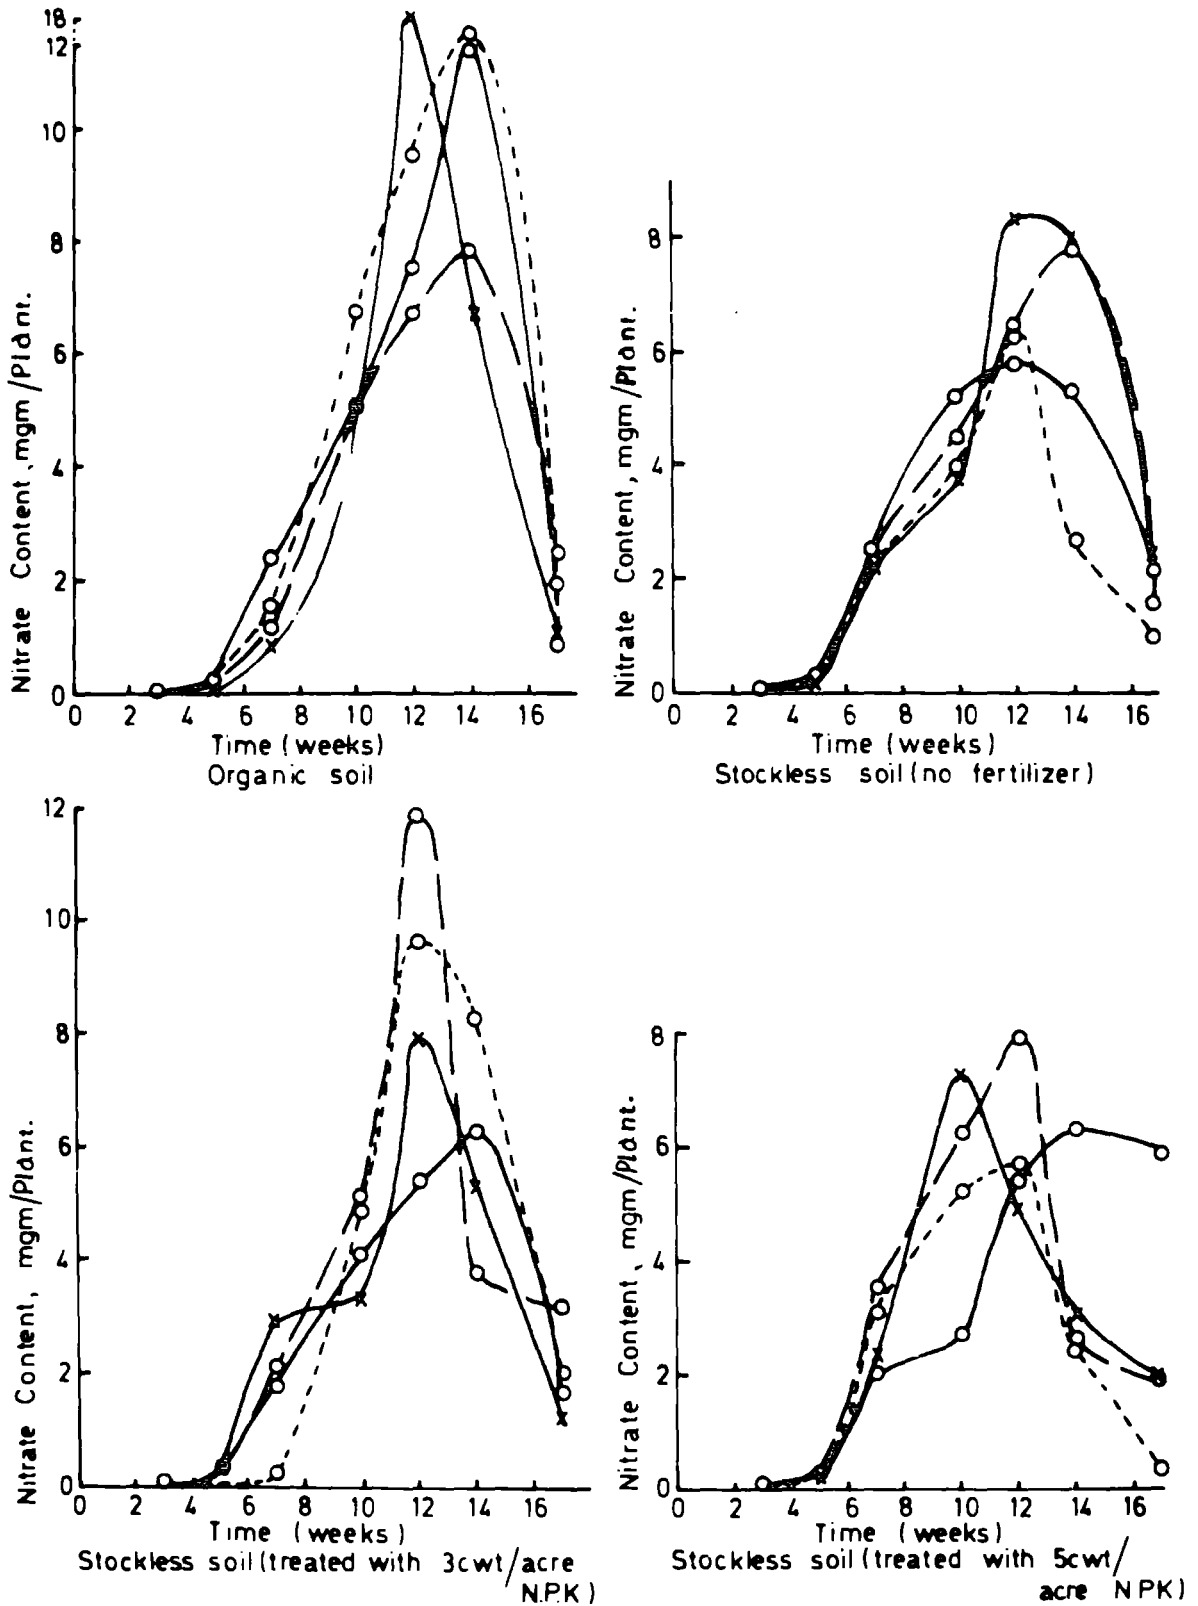 18
12
10
8
6
4
2
0
Nitrate Content, mgm/Plant.
0 2 4 6 8 10 12 14 16
Time (weeks)
Organic soil
8
6
4
2
0
Nitrate Content, mgm/Plant.
0 2 4 6 8 10 12 14 16
Time (weeks)
Stockless soil (no fertilizer)
12
10
8
6
4
2
0
Nitrate Content, mgm/Plant.
0 2 4 6 8 10 12 14 16
Time (weeks)
Stockless soil (treated with 3cwt/acre
N.P.K)
8
6
4
2
0
Nitrate Content, mgm/Plant.
0 2 4 6 8 10 12 14 16
Time (weeks)
Stockless soil (treated with 5cwt/
acre NPK)